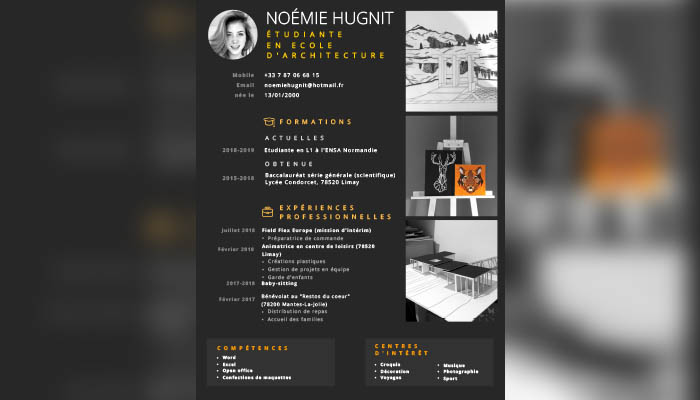 NOÉMIE HUGNIT
ÉTUDIANTE
EN ECOLE
D'ARCHITECTURE
Mobile +33 7 87 06 68 15
Email noemiehugnit@hotmail.fr
née le 13/01/2000
FORMATIONS
ACTUELLES
2018-2019 Etudiante en L1 à l'ENSA Normandie
OBTENUE
2015-2018 Baccalauréat série générale (scientifique)
Lycée Condorcet, 78520 Limay
EXPÉRIENCES
PROFESSIONNELLES
Juillet 2018 Field Flex Europe (mission d'intérim)
• Préparatrice de commande
Février 2018 Animatrice en centre de loisirs (78520
Limay)
• Créations plastiques
• Gestion de projets en équipe
• Garde d'enfants
2017-2018 Baby-sitting
Février 2017 Bénévolat au "Restos du coeur"
(78200 Mantes-La-Jolie)
• Distribution de repas
• Accueil des familles
COMPÉTENCES
• Word
• Excel
• Open office
• Confections de maquettes
CENTRES
D'INTÉRÊT
• Croquis
• Décoration
• Voyages
• Musique
• Photographie
• Sport